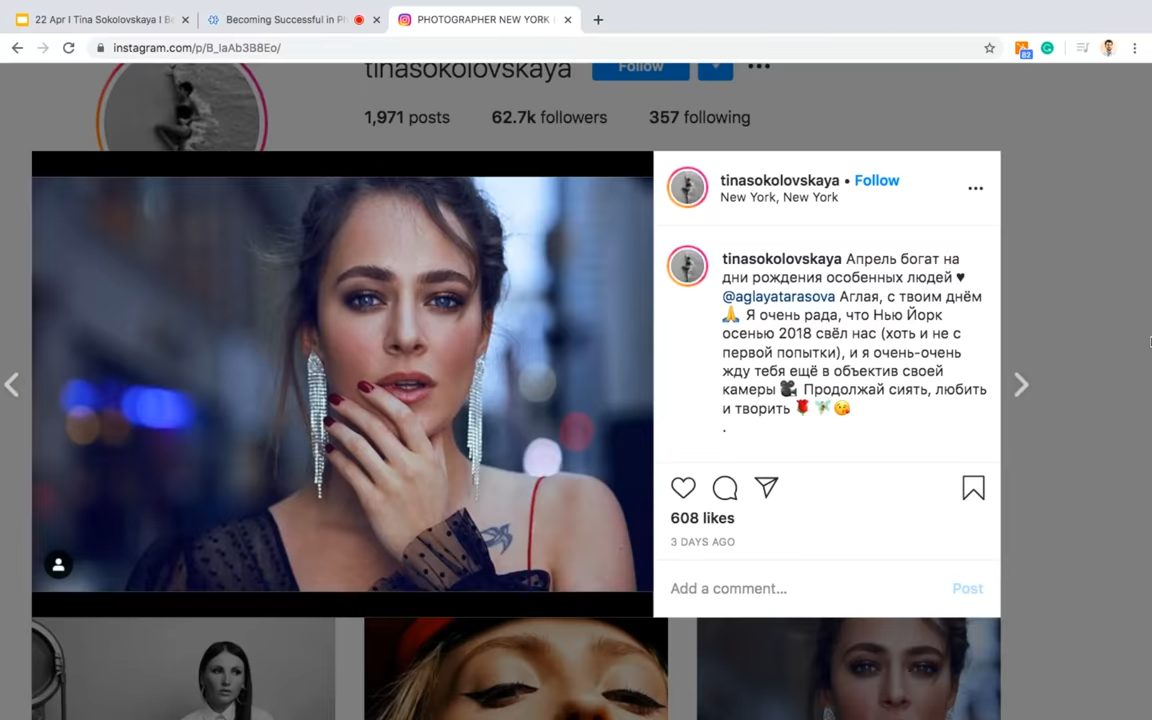 22 Apr I Tina Sokolovskaya I Be
Becoming Successful in Ph
PHOTOGRAPHER NEW YORK
instagram.com/p/B_IaAb3B8Eo/
82
tinasokolovskaya
Follow
1,971 posts 62.7k followers 357 following
tinasokolovskaya • Follow
New York, New York
tinasokolovskaya Апрель богат на
дни рождения особенных людей ♥
@aglayatarasova Аглая, с твоим днём
🙏 Я очень рада, что Нью Йорк
осенью 2018 свёл нас (хоть и не с
первой попытки), и я очень-очень
жду тебя ещё в объектив своей
камеры 🎥 Продолжай сиять, любить
и творить 🌹🧚‍♀️😘
.
608 likes
3 DAYS AGO
Add a comment... Post